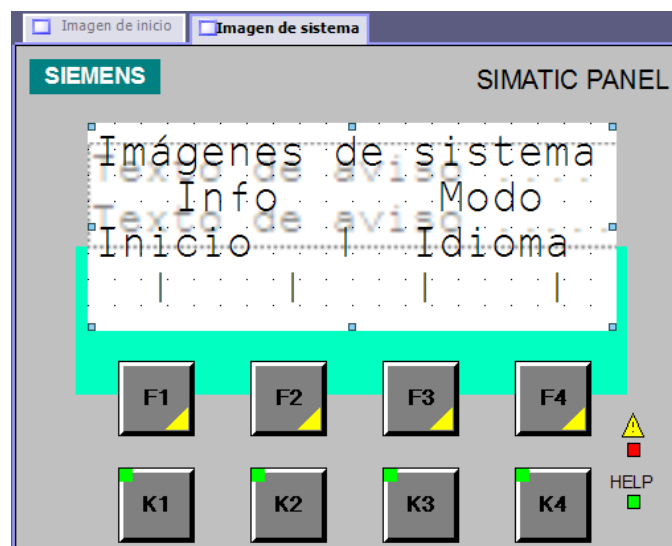 Imagen de inicio Imagen de sistema
SIEMENS SIMATIC PANEL
Imágenes de sistema
Texto de aviso ....
Info Modo
Texto de aviso .....
Inicio | Idioma
| | | |
F1 F2 F3 F4
HELP
K1 K2 K3 K4